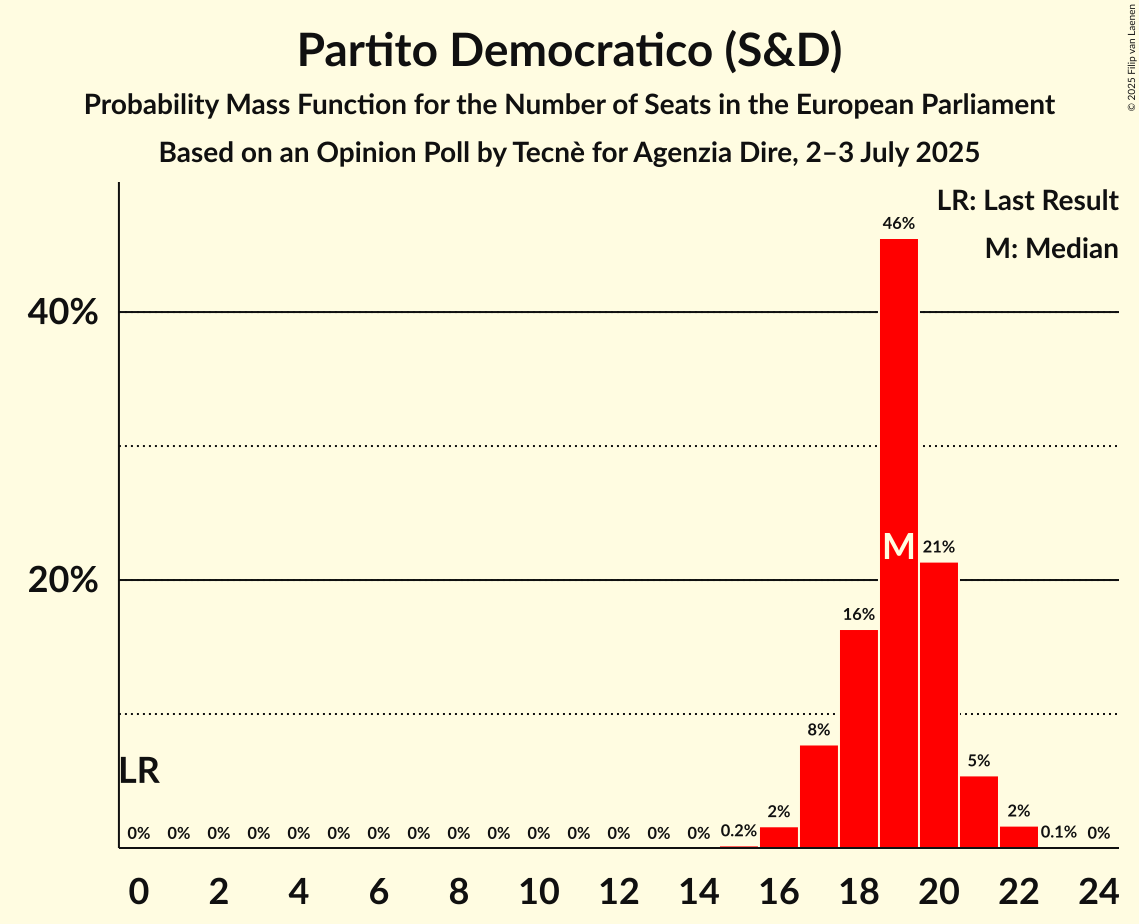 Partito Democratico (S&D)
Probability Mass Function for the Number of Seats in the European Parliament
Based on an Opinion Poll by Tecnè for Agenzia Dire, 2–3 July 2025
© 2025 Filip van Laenen
LR: Last Result
M: Median
40%
20%
46%
M
21%
16%
8%
5%
LR
0% 0% 0% 0% 0% 0% 0% 0% 0% 0% 0% 0% 0% 0% 0% 0.2% 2% 2% 0.1% 0%
0 2 4 6 8 10 12 14 16 18 20 22 24